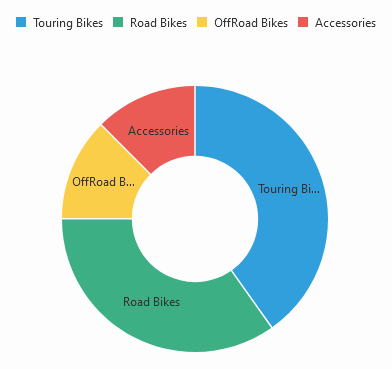 Touring Bikes Road Bikes OffRoad Bikes Accessories
Accessories
OffRoad B...
Touring Bi...
Road Bikes